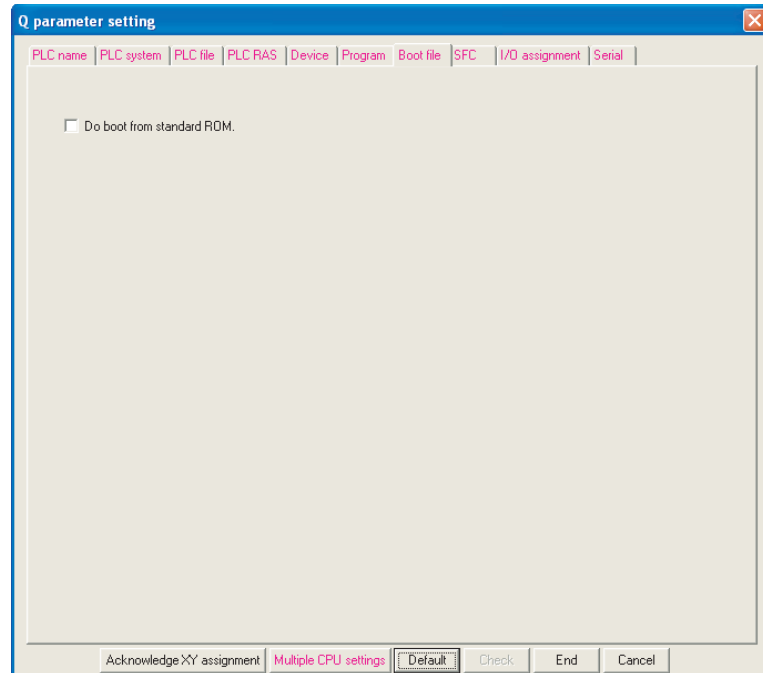 Q parameter setting
PLC name PLC system PLC file PLC RAS Device Program Boot file SFC I/O assignment Serial
Do boot from standard ROM.
Acknowledge XY assignment Multiple CPU settings Default Check End Cancel